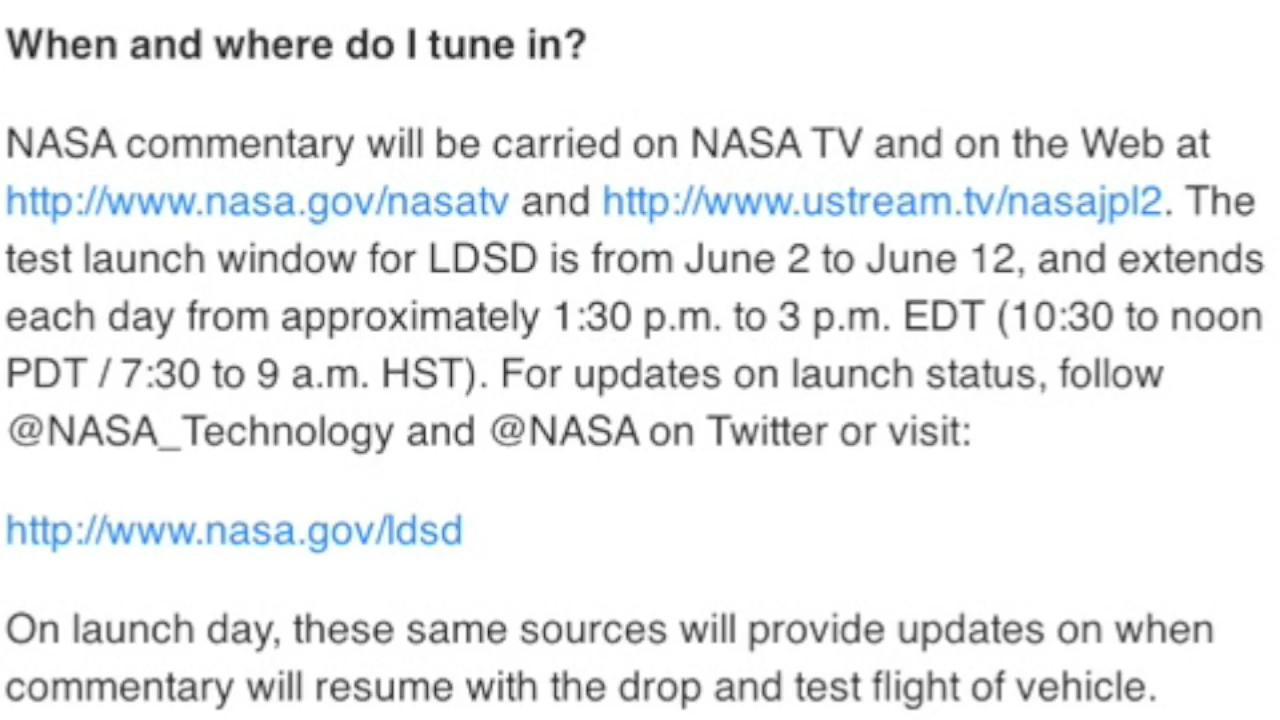 When and where do I tune in?
NASA commentary will be carried on NASA TV and on the Web at
http://www.nasa.gov/nasatv and http://www.ustream.tv/nasajpl2. The
test launch window for LDSD is from June 2 to June 12, and extends
each day from approximately 1:30 p.m. to 3 p.m. EDT (10:30 to noon
PDT / 7:30 to 9 a.m. HST). For updates on launch status, follow
@NASA_Technology and @NASA on Twitter or visit:
http://www.nasa.gov/ldsd
On launch day, these same sources will provide updates on when
commentary will resume with the drop and test flight of vehicle.